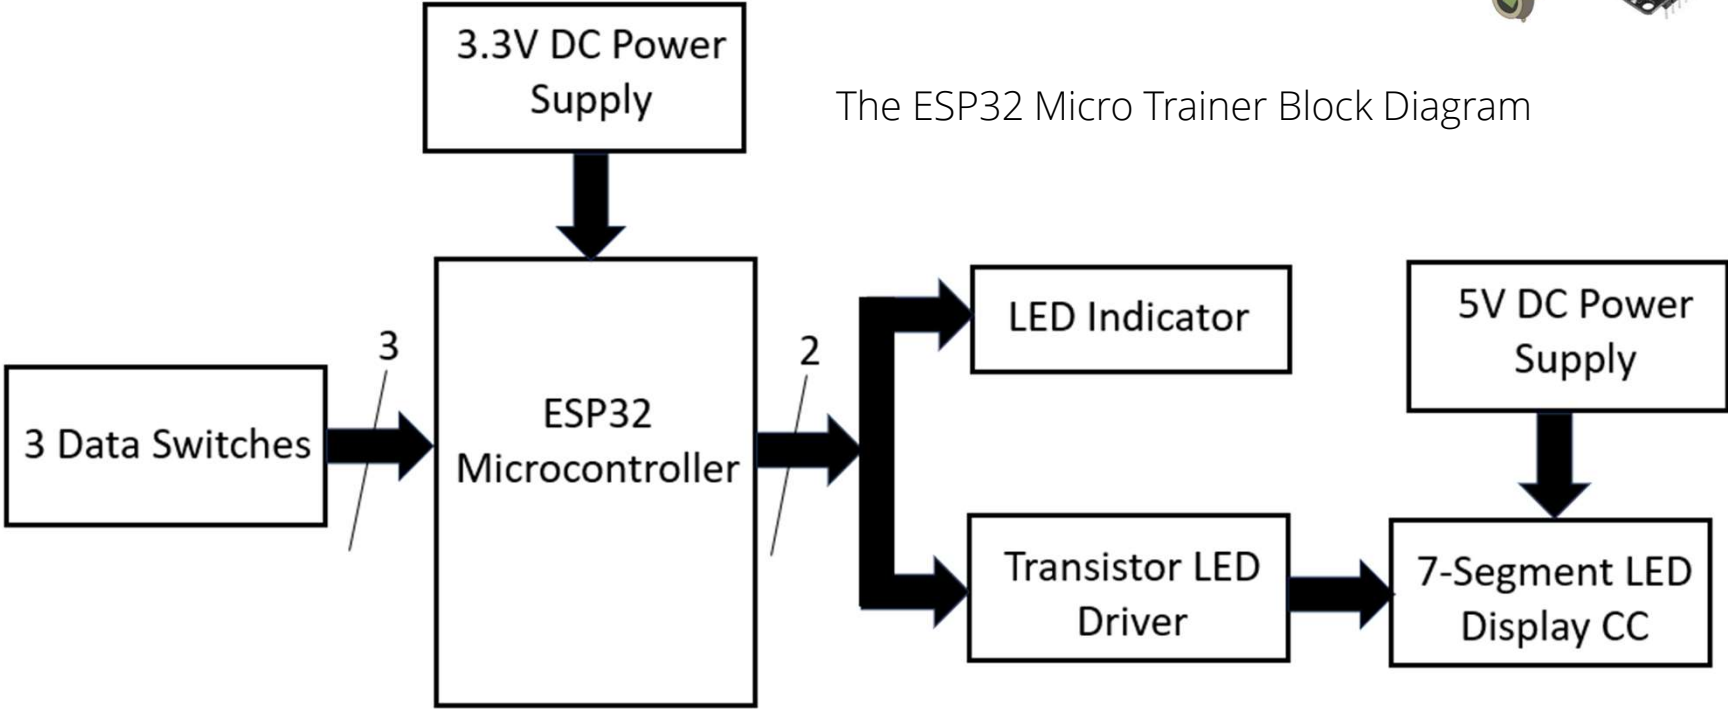 3.3V DC Power
Supply
The ESP32 Micro Trainer Block Diagram
3
2
LED Indicator
5V DC Power
Supply
3 Data Switches
ESP32
Microcontroller
Transistor LED
Driver
7-Segment LED
Display CC